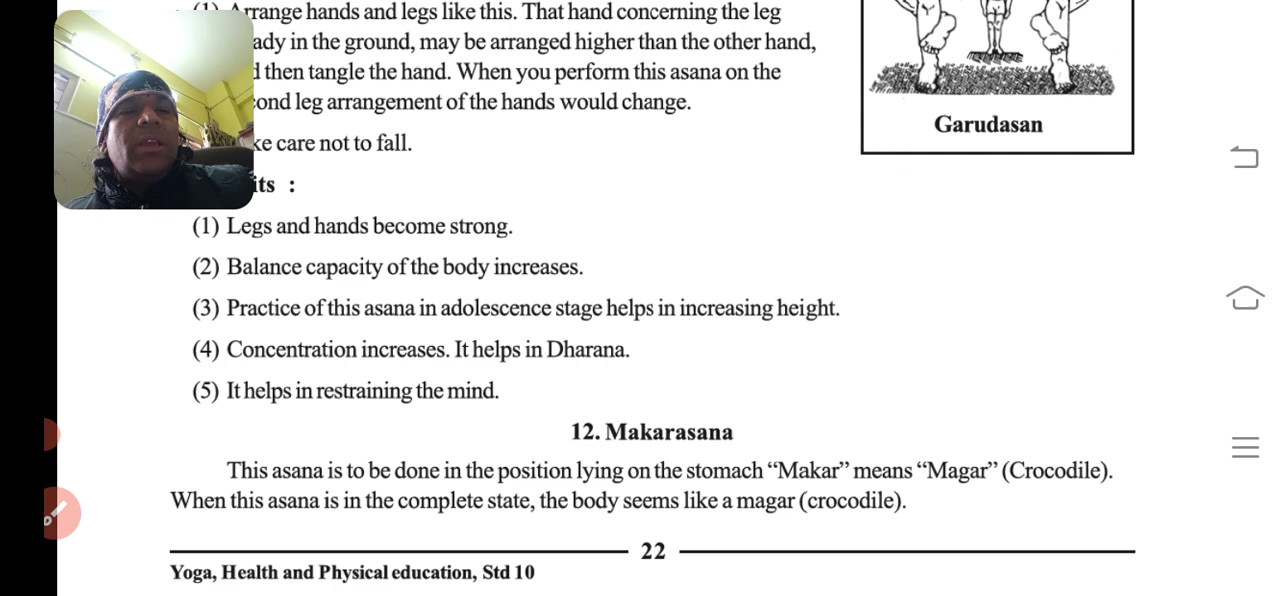 (1) Arrange hands and legs like this. That hand concerning the leg
ady in the ground, may be arranged higher than the other hand,
d then tangle the hand. When you perform this asana on the
ond leg arrangement of the hands would change.
ke care not to fall.
its :
Garudasan
(1) Legs and hands become strong.
(2) Balance capacity of the body increases.
(3) Practice of this asana in adolescence stage helps in increasing height.
(4) Concentration increases. It helps in Dharana.
(5) It helps in restraining the mind.
12. Makarasana
This asana is to be done in the position lying on the stomach “Makar” means “Magar” (Crocodile).
When this asana is in the complete state, the body seems like a magar (crocodile).
22
Yoga, Health and Physical education, Std 10